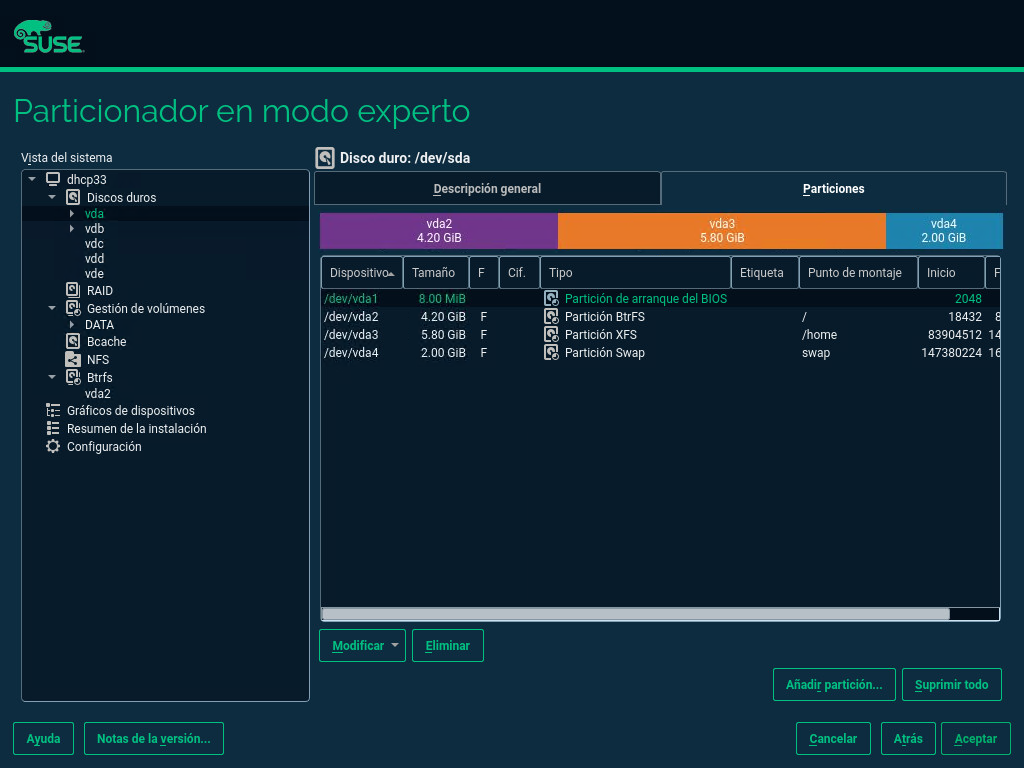 SUSE
Particionador en modo experto
Vista del sistema
dhcp33
Discos duros
vda
vdb
vdc
vdd
vde
RAID
Gestión de volúmenes
DATA
Bcache
NFS
Btrfs
vda2
Gráficos de dispositivos
Resumen de la instalación
Configuración
Disco duro: /dev/sda
Descripción general Particiones
vda2 vda3 vda4
4.20 GiB 5.80 GiB 2.00 GiB
Dispositivo Tamaño F Cif. Tipo Etiqueta Punto de montaje Inicio F
/dev/vda1 8.00 MiB Partición de arranque del BIOS 2048
/dev/vda2 4.20 GiB F Partición BtrFS / 18432 8
/dev/vda3 5.80 GiB F Partición XFS /home 83904512 14
/dev/vda4 2.00 GiB F Partición Swap swap 147380224 16
Modificar Eliminar
Añadir partición... Suprimir todo
Ayuda Notas de la versión... Cancelar Atrás Aceptar